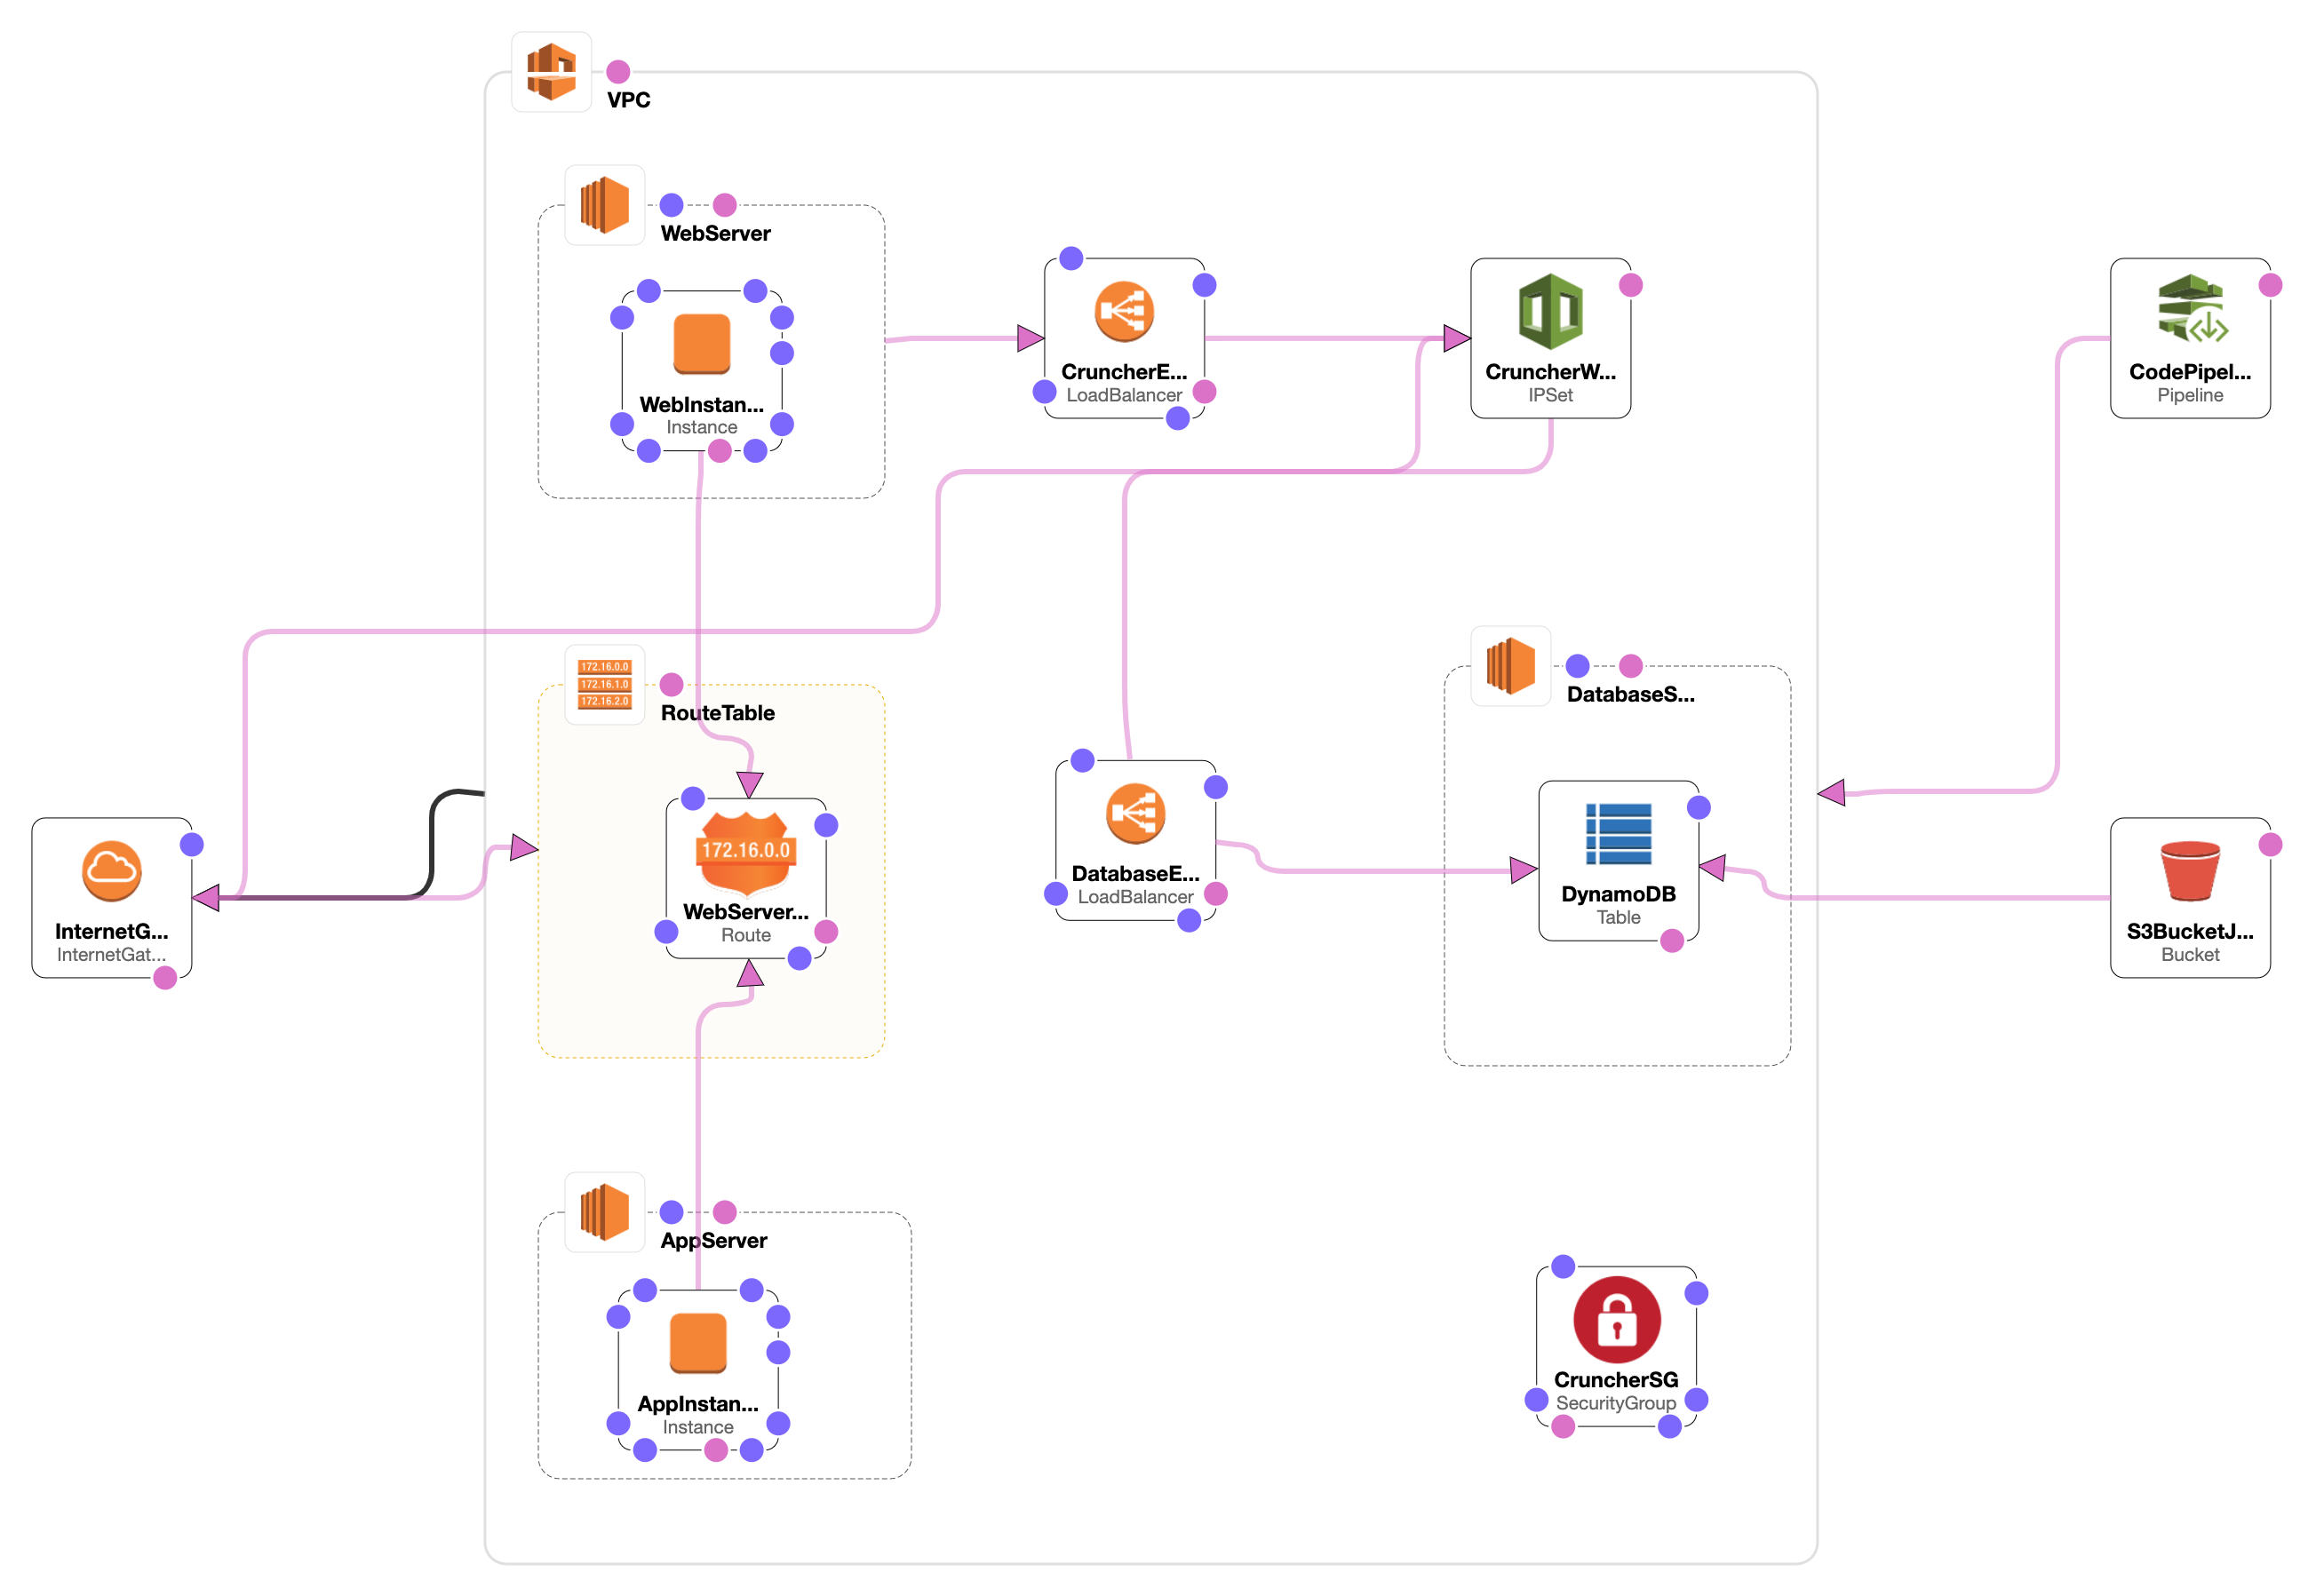 VPC
WebServer
WebInstan...
Instance
CruncherE...
LoadBalancer
CruncherW...
IPSet
CodePipel...
Pipeline
172.16.0.0
172.16.1.0
172.16.2.0
RouteTable
DatabaseS...
172.16.0.0
WebServer...
Route
DatabaseE...
LoadBalancer
DynamoDB
Table
InternetG...
InternetGat...
S3BucketJ...
Bucket
AppServer
AppInstan...
Instance
CruncherSG
SecurityGroup